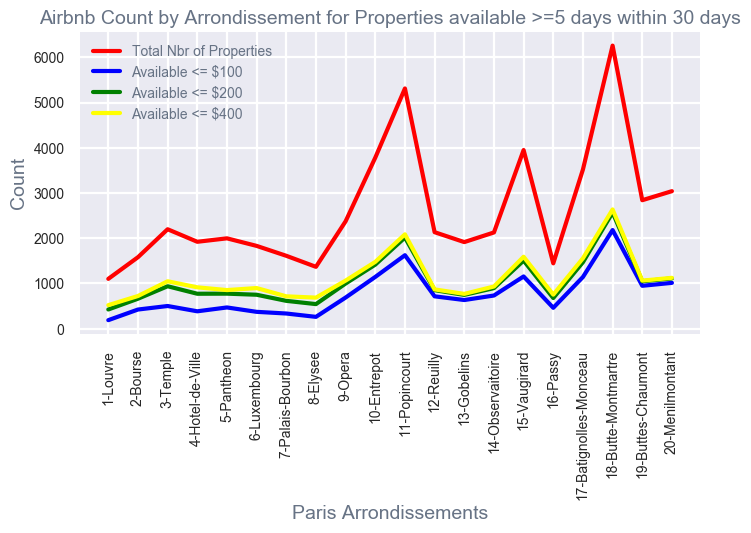 Airbnb Count by Arrondissement for Properties available >=5 days within 30 days
Total Nbr of Properties
Available <= $100
Available <= $200
Available <= $400
Count
6000
5000
4000
3000
2000
1000
0
1-Louvre
2-Bourse
3-Temple
4-Hotel-de-Ville
5-Pantheon
6-Luxembourg
7-Palais-Bourbon
8-Elysee
9-Opera
10-Entrepot
11-Popincourt
12-Reuilly
13-Gobelins
14-Observaitoire
15-Vaugirard
16-Passy
17-Batignolles-Monceau
18-Butte-Montmartre
19-Buttes-Chaumont
20-Menilmontant
Paris Arrondissements